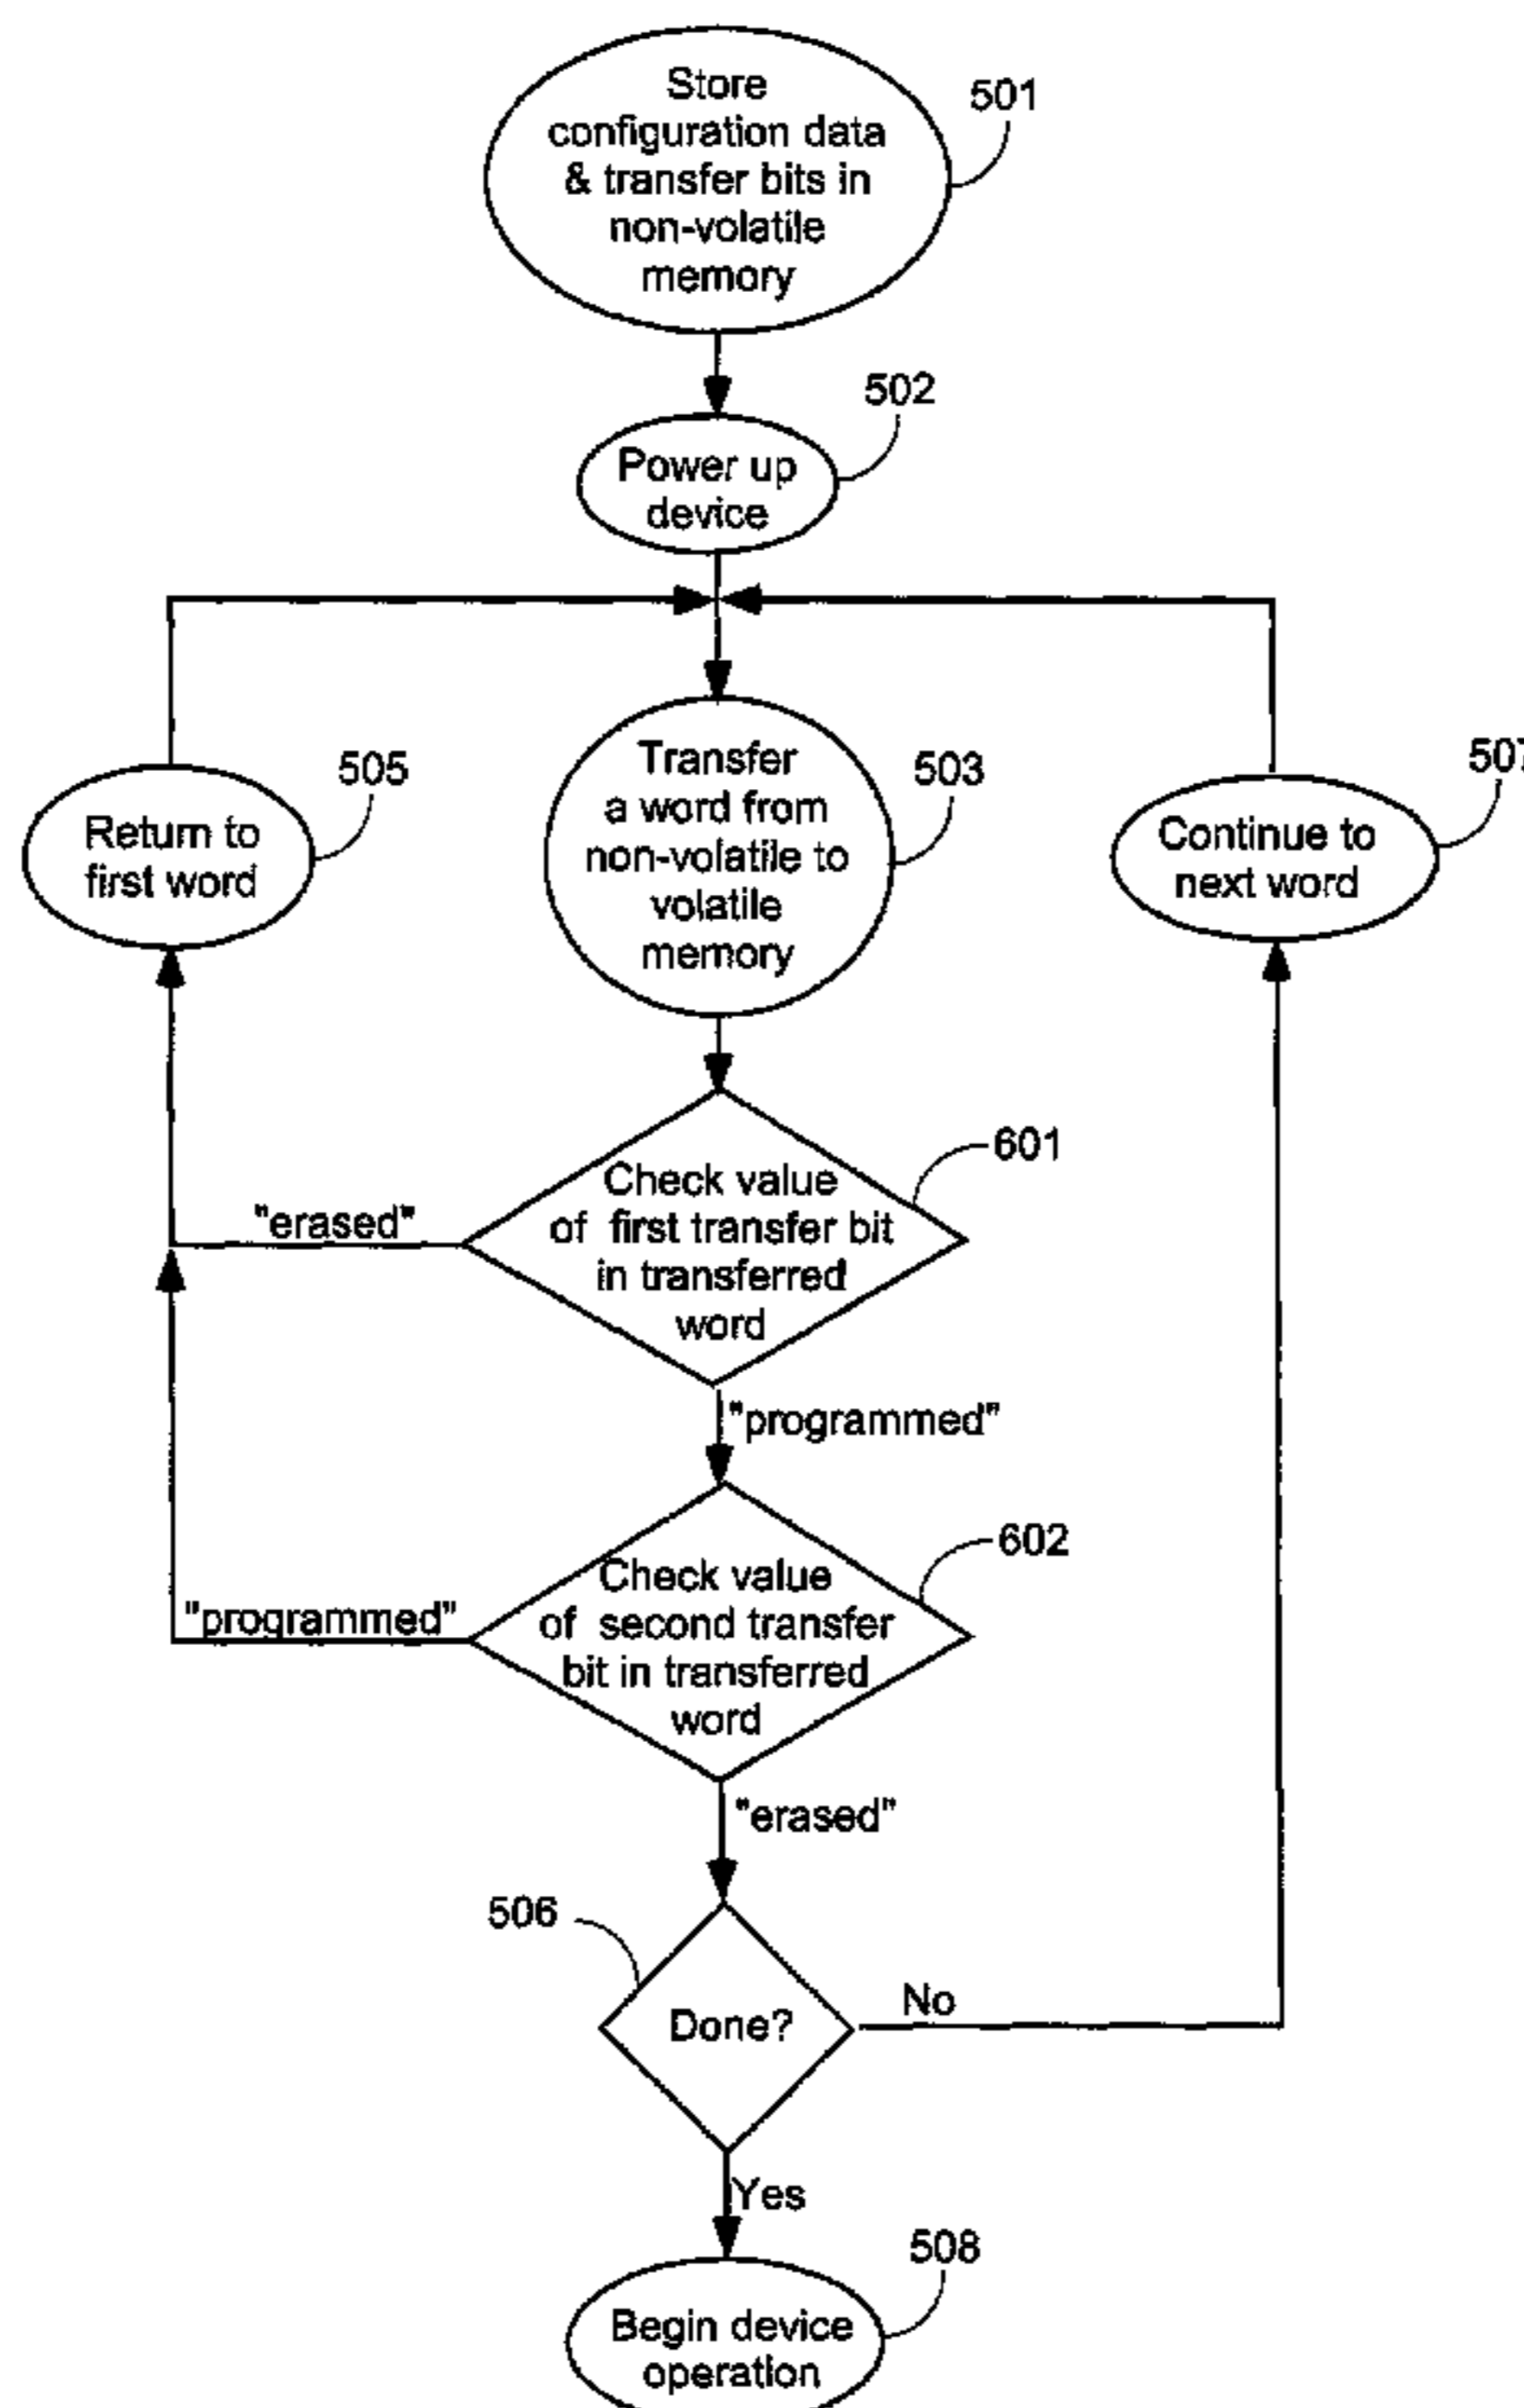 Store
configuration data
& transfer bits in
non-volatile
memory
501
502
Power up
device
505
503
507
Return to
first word
Transfer
a word from
non-volatile to
volatile
memory
Continue to
next word
601
Check value
of first transfer bit
in transferred
word
"erased"
"programmed"
602
Check value
of second transfer
bit in transferred
word
"programmed"
"erased"
506
Done?
No
Yes
508
Begin device
operation